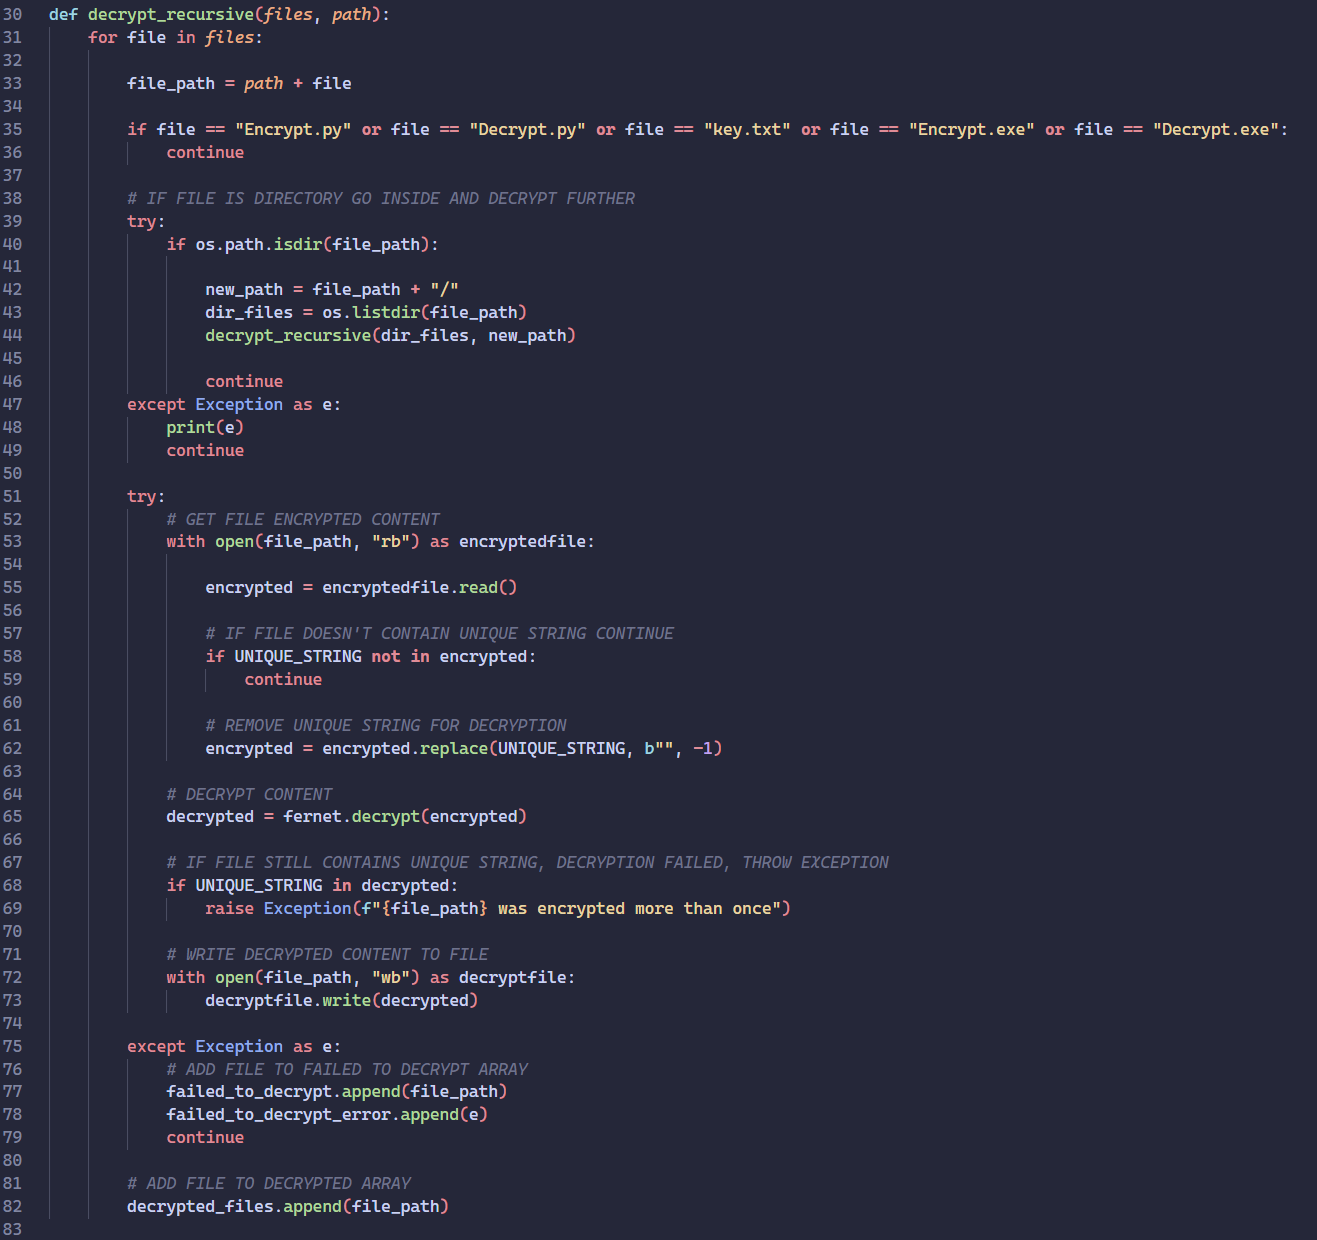 30 def decrypt_recursive(files, path):
31     for file in files:
32
33         file_path = path + file
34
35         if file == "Encrypt.py" or file == "Decrypt.py" or file == "key.txt" or file == "Encrypt.exe" or file == "Decrypt.exe":
36             continue
37
38         # IF FILE IS DIRECTORY GO INSIDE AND DECRYPT FURTHER
39         try:
40             if os.path.isdir(file_path):
41
42                 new_path = file_path + "/"
43                 dir_files = os.listdir(file_path)
44                 decrypt_recursive(dir_files, new_path)
45
46                 continue
47         except Exception as e:
48             print(e)
49             continue
50
51         try:
52             # GET FILE ENCRYPTED CONTENT
53             with open(file_path, "rb") as encryptedfile:
54
55                 encrypted = encryptedfile.read()
56
57                 # IF FILE DOESN'T CONTAIN UNIQUE STRING CONTINUE
58                 if UNIQUE_STRING not in encrypted:
59                     continue
60
61                 # REMOVE UNIQUE STRING FOR DECRYPTION
62                 encrypted = encrypted.replace(UNIQUE_STRING, b"", -1)
63
64             # DECRYPT CONTENT
65             decrypted = fernet.decrypt(encrypted)
66
67             # IF FILE STILL CONTAINS UNIQUE STRING, DECRYPTION FAILED, THROW EXCEPTION
68             if UNIQUE_STRING in decrypted:
69                 raise Exception(f"{file_path} was encrypted more than once")
70
71             # WRITE DECRYPTED CONTENT TO FILE
72             with open(file_path, "wb") as decryptfile:
73                 decryptfile.write(decrypted)
74
75         except Exception as e:
76             # ADD FILE TO FAILED TO DECRYPT ARRAY
77             failed_to_decrypt.append(file_path)
78             failed_to_decrypt_error.append(e)
79             continue
80
81         # ADD FILE TO DECRYPTED ARRAY
82         decrypted_files.append(file_path)
83